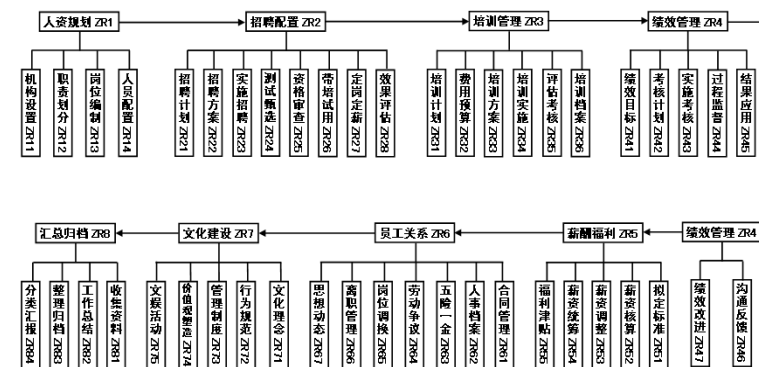 人资规划 ZR1
招聘配置 ZR2
培训管理 ZR3
绩效管理 ZR4
机构设置 ZR11
职责划分 ZR12
岗位编制 ZR13
人员配置 ZR14
招聘计划 ZR21
招聘方案 ZR22
实施招聘 ZR23
测试甄选 ZR24
资格审查 ZR25
带培试用 ZR26
定岗定薪 ZR27
效果评估 ZR28
培训计划 ZR31
费用预算 ZR32
培训方案 ZR33
培训实施 ZR34
评估考核 ZR35
培训档案 ZR36
绩效目标 ZR41
考核计划 ZR42
实施考核 ZR43
过程监督 ZR44
结果应用 ZR45
汇总归档 ZR8
文化建设 ZR7
员工关系 ZR6
薪酬福利 ZR5
绩效管理 ZR4
分类汇报 ZR84
整理归档 ZR83
工作总结 ZR82
收集资料 ZR81
文娱活动 ZR75
价值观塑造 ZR74
管理制度 ZR73
行为规范 ZR72
文化理念 ZR71
思想动态 ZR67
离职管理 ZR66
岗位调换 ZR65
劳动争议 ZR64
五险一金 ZR63
人事档案 ZR62
合同管理 ZR61
福利津贴 ZR55
薪资统筹 ZR54
薪资调整 ZR53
薪资核算 ZR52
拟定标准 ZR51
绩效改进 ZR47
沟通反馈 ZR46